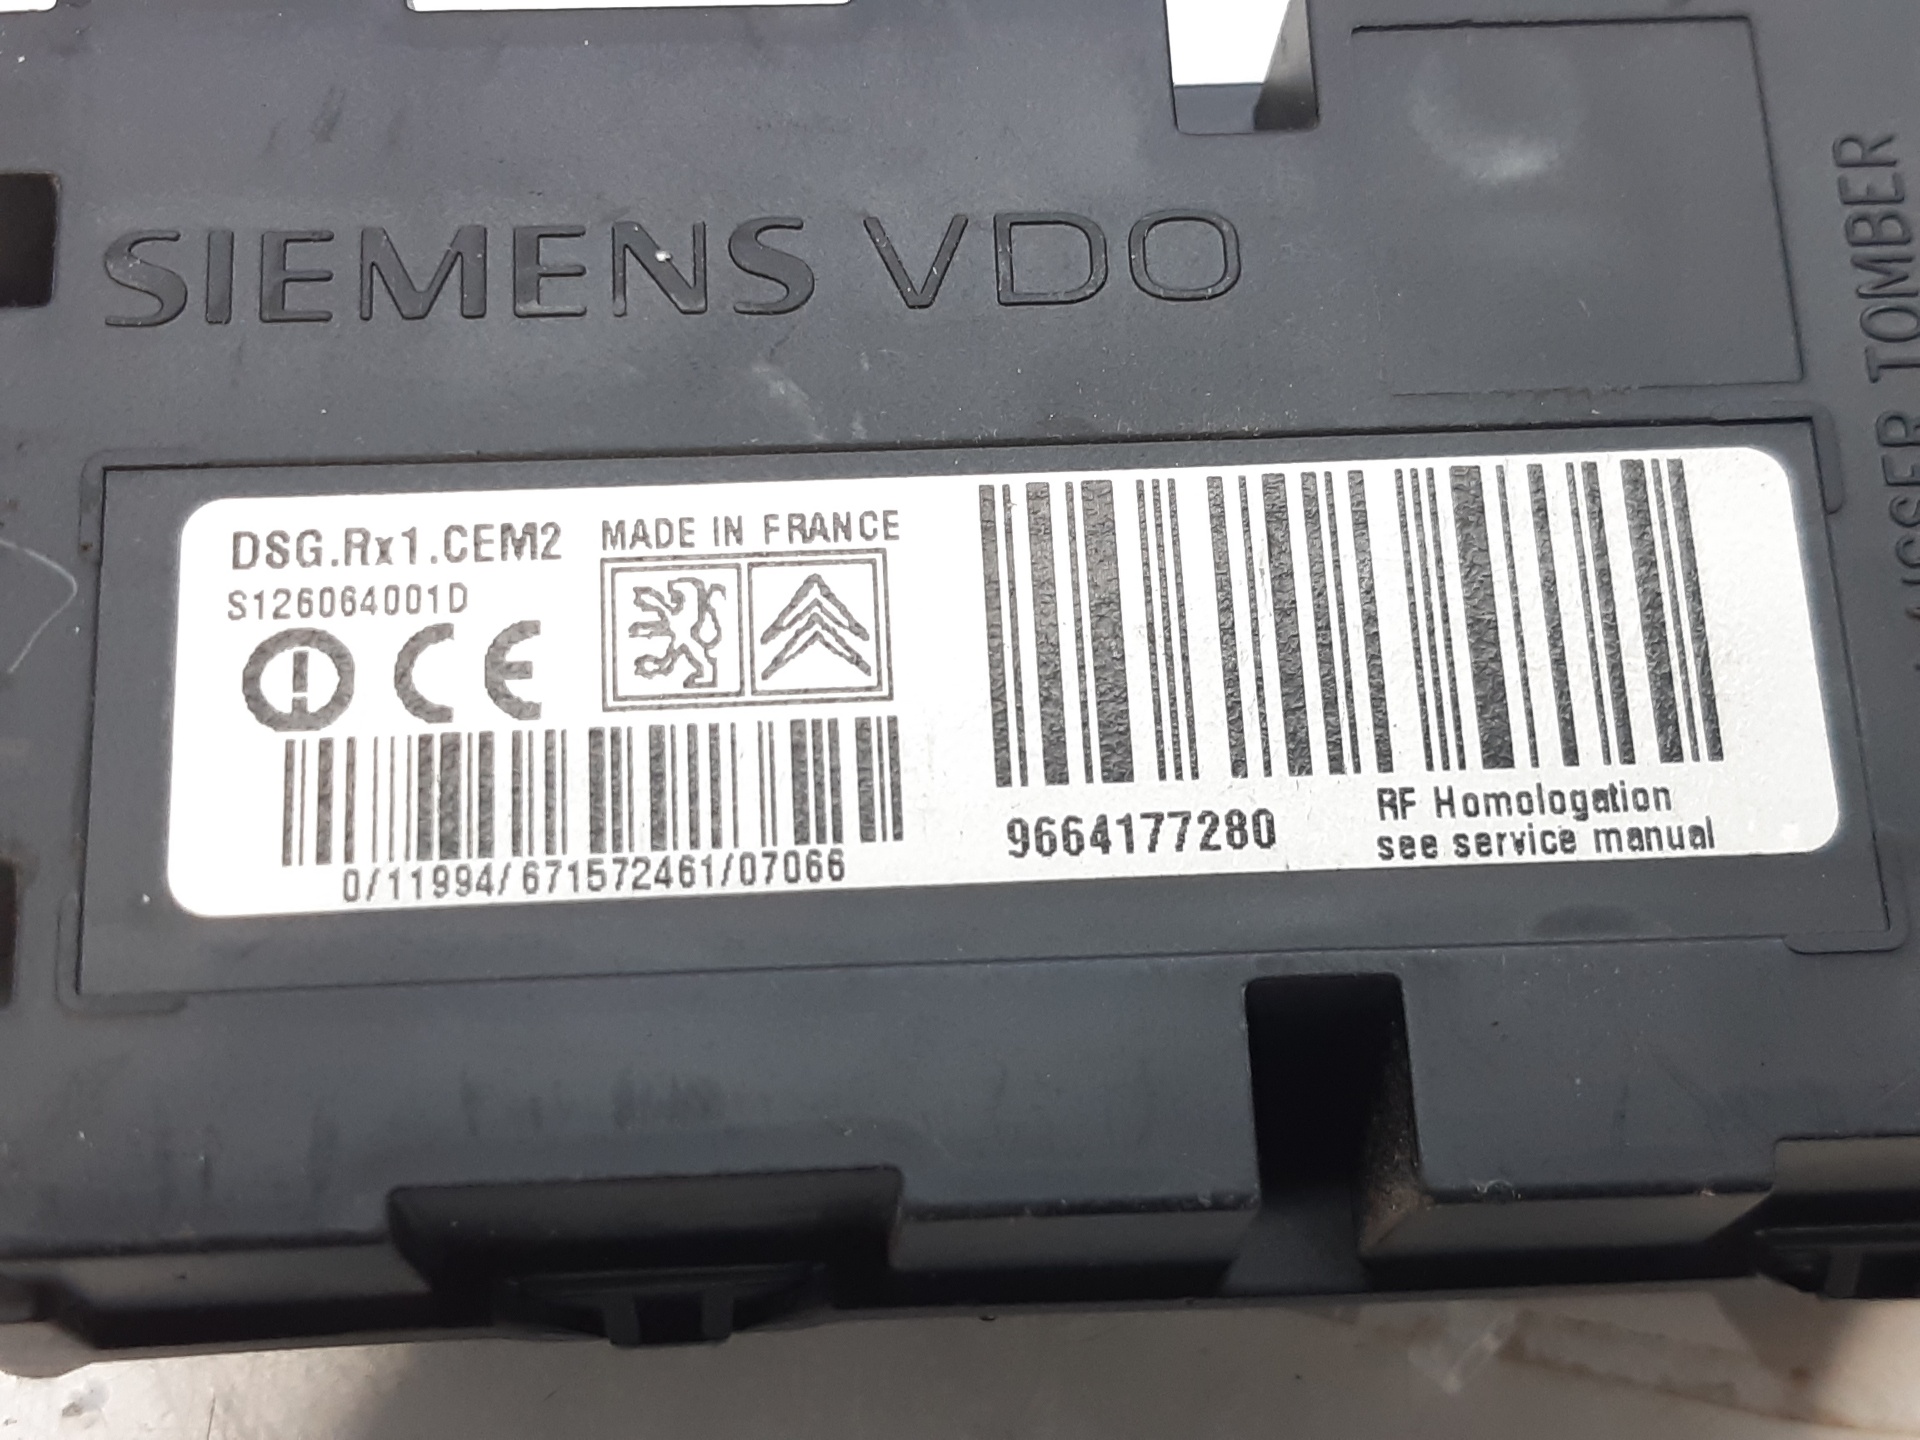 SIEMENS VDO
DSG.Rx1.CEM2
MADE IN FRANCE
S126064001D
CE
0/11994/671572461/07066
9664177280
RF Homologation
see service manual
TOMBER